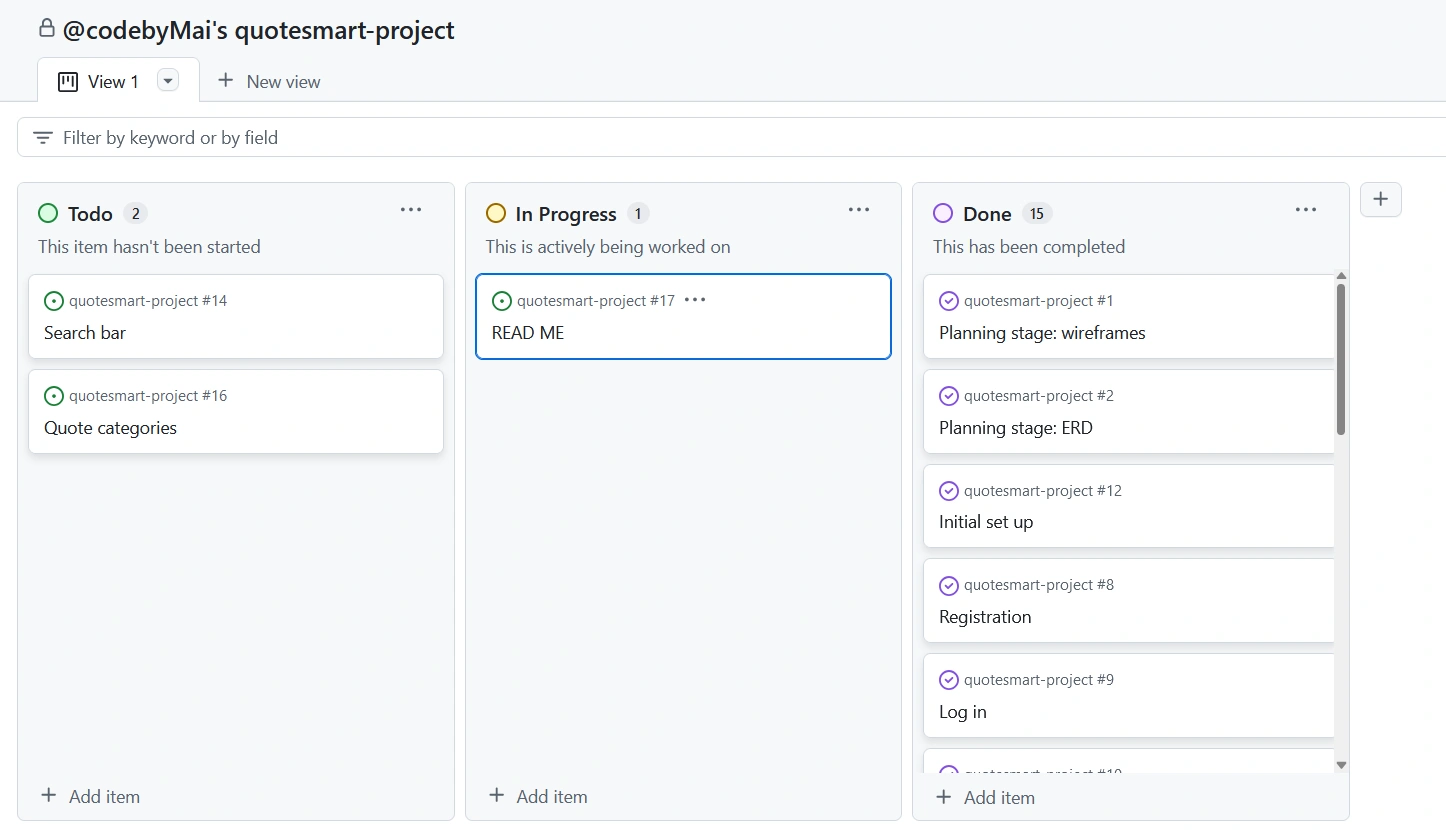 @codebyMai's quotesmart-project
View 1
New view
Filter by keyword or by field
Todo 2
This item hasn't been started
quotesmart-project #14
Search bar
quotesmart-project #16
Quote categories
Add item
In Progress 1
This is actively being worked on
quotesmart-project #17
READ ME
Add item
Done 15
This has been completed
quotesmart-project #1
Planning stage: wireframes
quotesmart-project #2
Planning stage: ERD
quotesmart-project #12
Initial set up
quotesmart-project #8
Registration
quotesmart-project #9
Log in
Add item